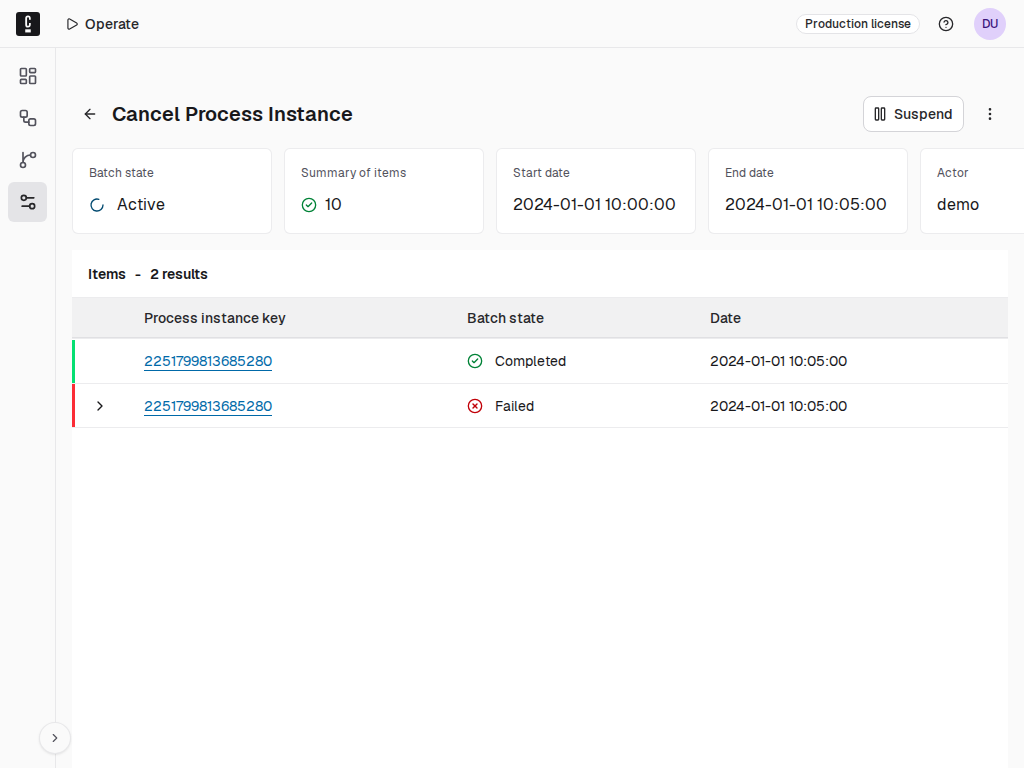 Operate
Production license
DU
Cancel Process Instance
Suspend
Batch state
Summary of items
Start date
End date
Actor
Active
10
2024-01-01 10:00:00
2024-01-01 10:05:00
demo
Items - 2 results
Process instance key
Batch state
Date
2251799813685280
Completed
2024-01-01 10:05:00
2251799813685280
Failed
2024-01-01 10:05:00